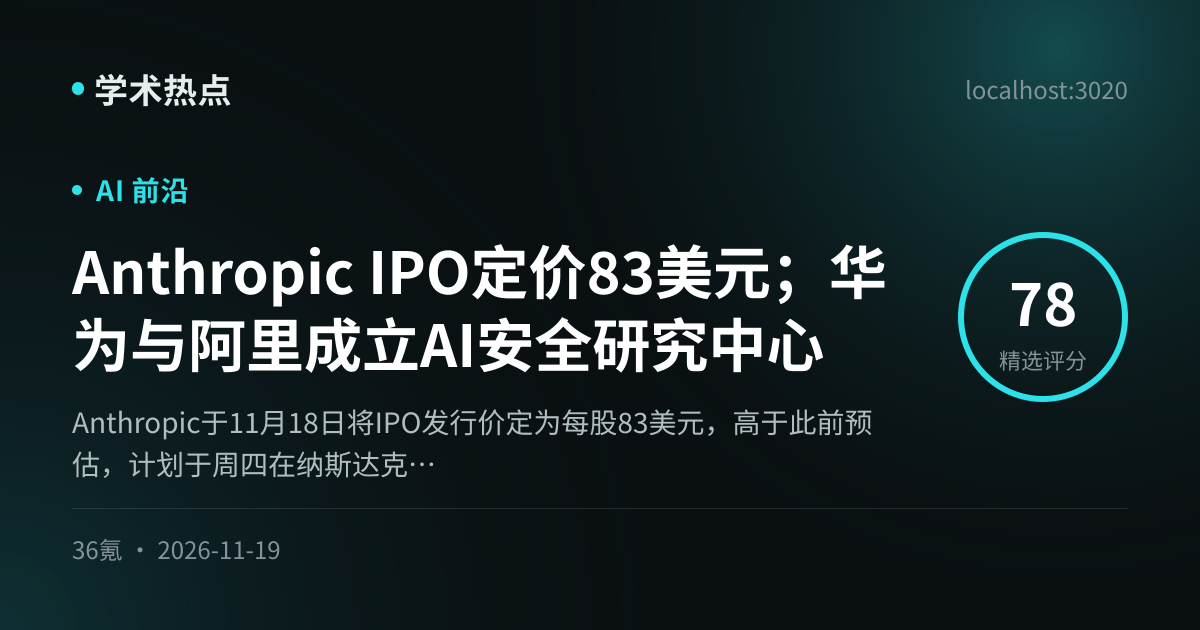 学术热点
localhost:3020
AI 前沿
Anthropic IPO定价83美元；华
为与阿里成立AI安全研究中心
78
精选评分
Anthropic于11月18日将IPO发行价定为每股83美元，高于此前预
估，计划于周四在纳斯达克…
36氪 · 2026-11-19